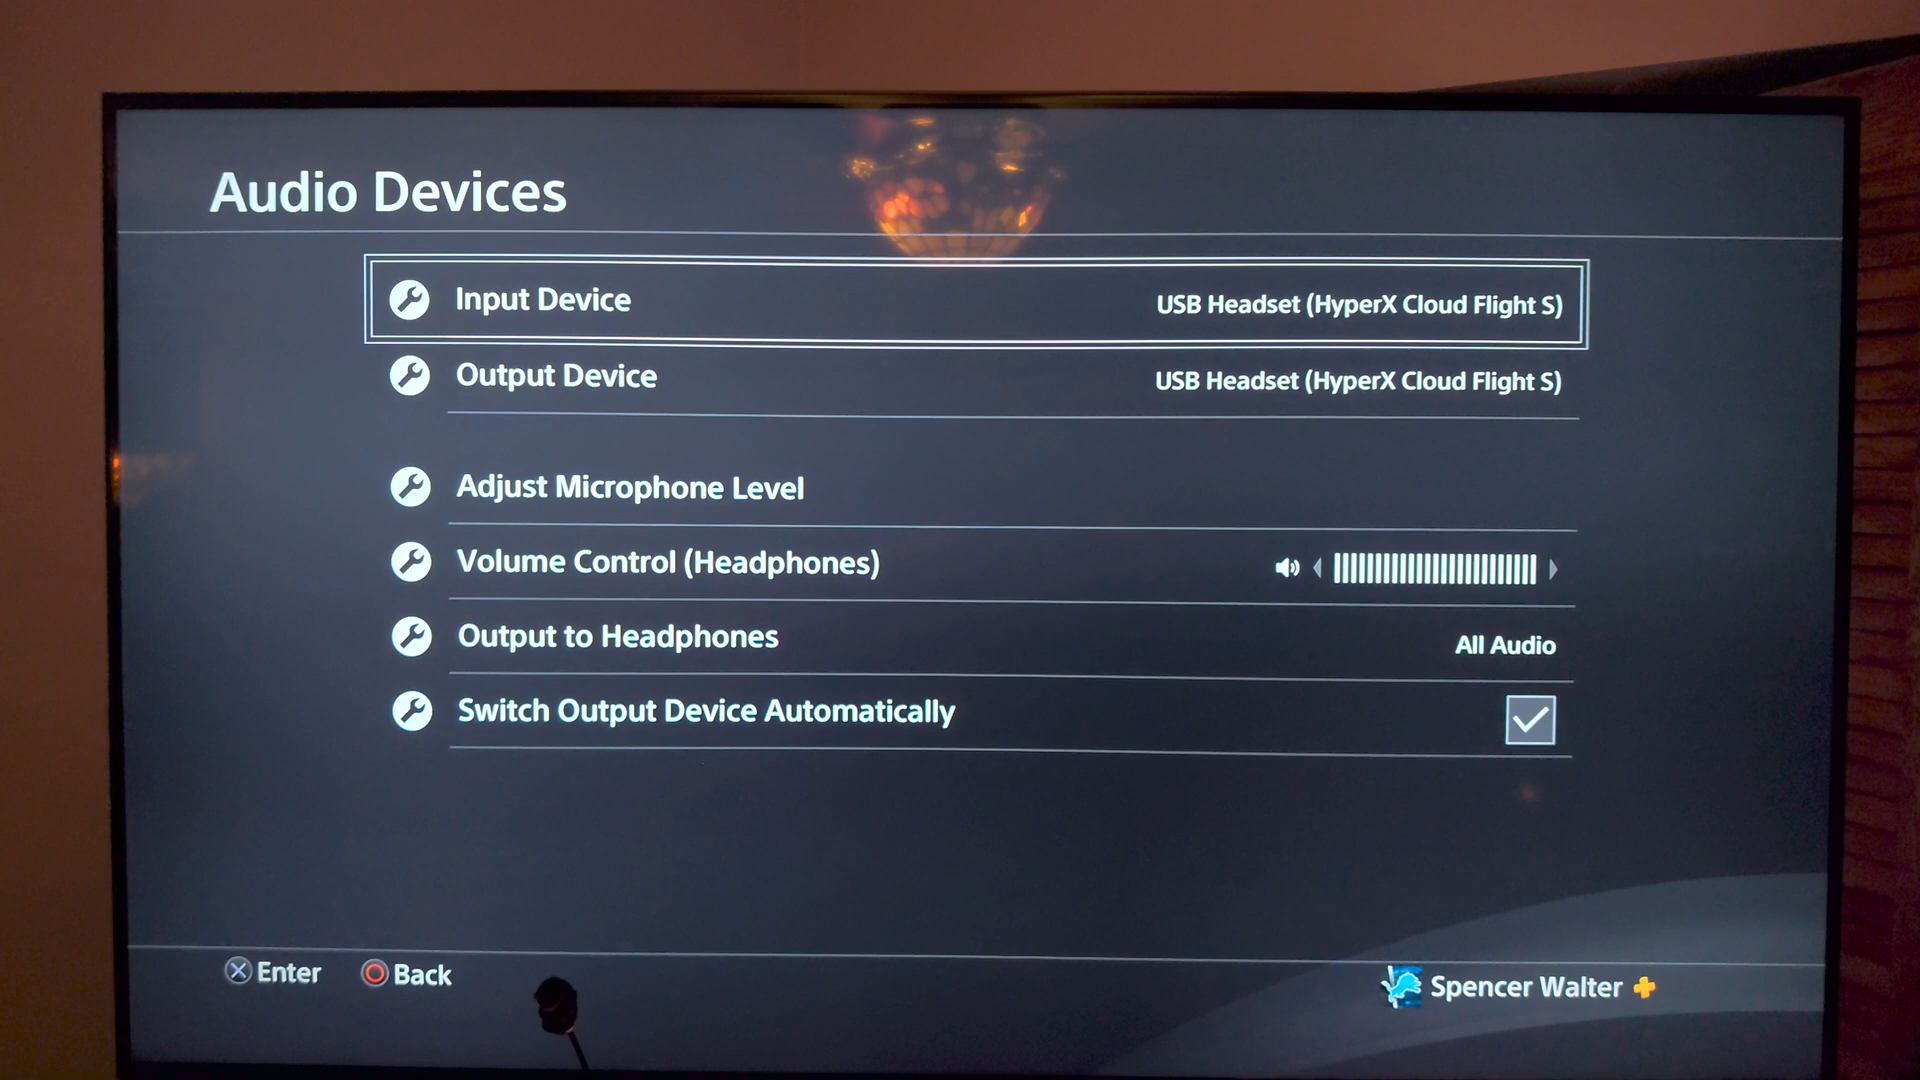 Audio Devices
Input Device USB Headset (HyperX Cloud Flight S)
Output Device USB Headset (HyperX Cloud Flight S)
Adjust Microphone Level
Volume Control (Headphones)
Output to Headphones All Audio
Switch Output Device Automatically
Enter Back Spencer Walter